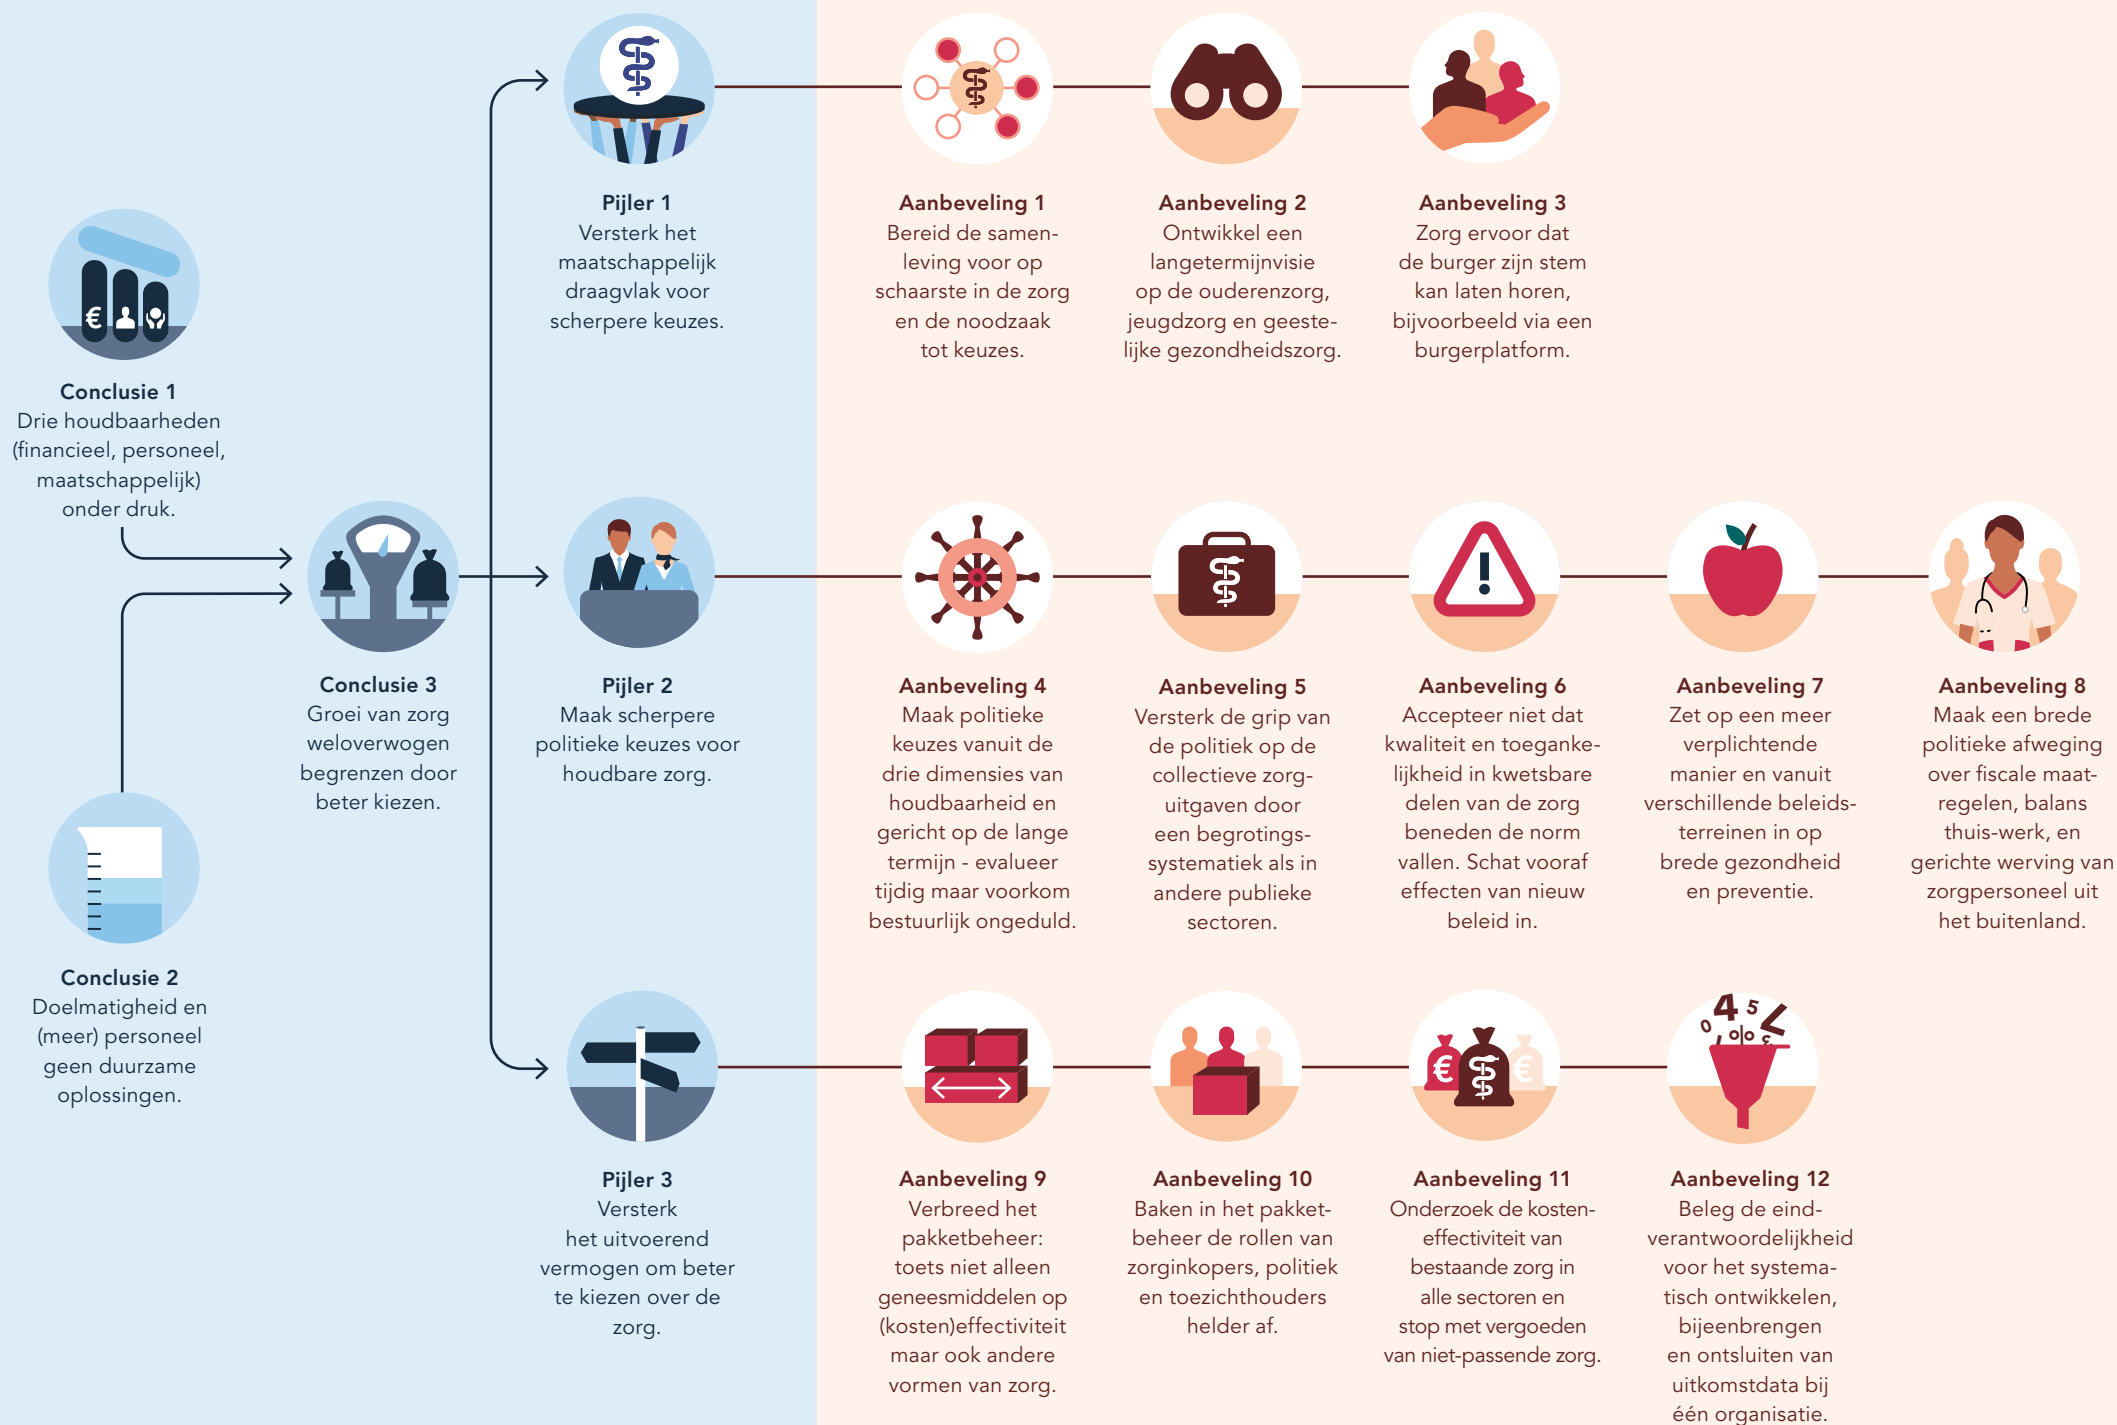 Conclusie 1
Drie houdbaarheden
(financieel, personeel,
maatschappelijk)
onder druk.
Conclusie 2
Doelmatigheid en
(meer) personeel
geen duurzame
oplossingen.
Conclusie 3
Groei van zorg
weloverwogen
begrenzen door
beter kiezen.
Pijler 1
Versterk het
maatschappelijk
draagvlak voor
scherpere keuzes.
Aanbeveling 1
Bereid de samen-
leving voor op
schaarste in de zorg
en de noodzaak
tot keuzes.
Aanbeveling 2
Ontwikkel een
langetermijnvisie
op de ouderenzorg,
jeugdzorg en geeste-
lijke gezondheidszorg.
Aanbeveling 3
Zorg ervoor dat
de burger zijn stem
kan laten horen,
bijvoorbeeld via een
burgerplatform.
Pijler 2
Maak scherpere
politieke keuzes voor
houdbare zorg.
Aanbeveling 4
Maak politieke
keuzes vanuit de
drie dimensies van
houdbaarheid en
gericht op de lange
termijn - evalueer
tijdig maar voorkom
bestuurlijk ongeduld.
Aanbeveling 5
Versterk de grip van
de politiek op de
collectieve zorg-
uitgaven door
een begrotings-
systematiek als in
andere publieke
sectoren.
Aanbeveling 6
Accepteer niet dat
kwaliteit en toeganke-
lijkheid in kwetsbare
delen van de zorg
beneden de norm
vallen. Schat vooraf
effecten van nieuw
beleid in.
Aanbeveling 7
Zet op een meer
verplichtende
manier en vanuit
verschillende beleids-
terreinen in op
brede gezondheid
en preventie.
Aanbeveling 8
Maak een brede
politieke afweging
over fiscale maat-
regelen, balans
thuis-werk, en
gerichte werving van
zorgpersoneel uit
het buitenland.
Pijler 3
Versterk
het uitvoerend
vermogen om beter
te kiezen over de
zorg.
Aanbeveling 9
Verbreed het
pakketbeheer:
toets niet alleen
geneesmiddelen op
(kosten)effectiviteit
maar ook andere
vormen van zorg.
Aanbeveling 10
Baken in het pakket-
beheer de rollen van
zorginkopers, politiek
en toezichthouders
helder af.
Aanbeveling 11
Onderzoek de kosten-
effectiviteit van
bestaande zorg in
alle sectoren en
stop met vergoeden
van niet-passende zorg.
Aanbeveling 12
Beleg de eind-
verantwoordelijkheid
voor het systema-
tisch ontwikkelen,
bijeenbrengen
en ontsluiten van
uitkomstdata bij
één organisatie.